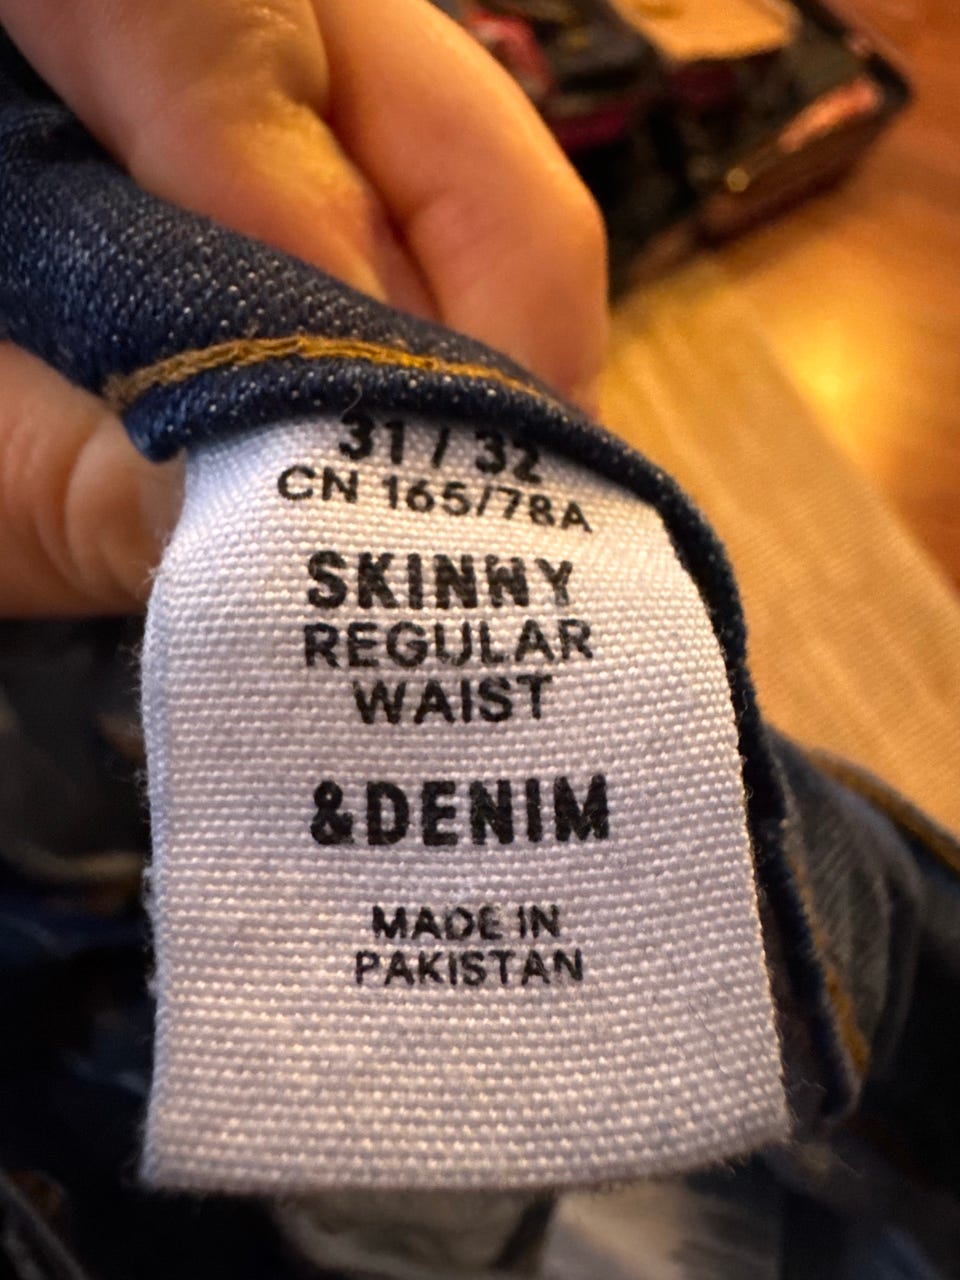 31 / 32
CN 165/78A
SKINNY
REGULAR
WAIST
&DENIM
MADE IN
PAKISTAN